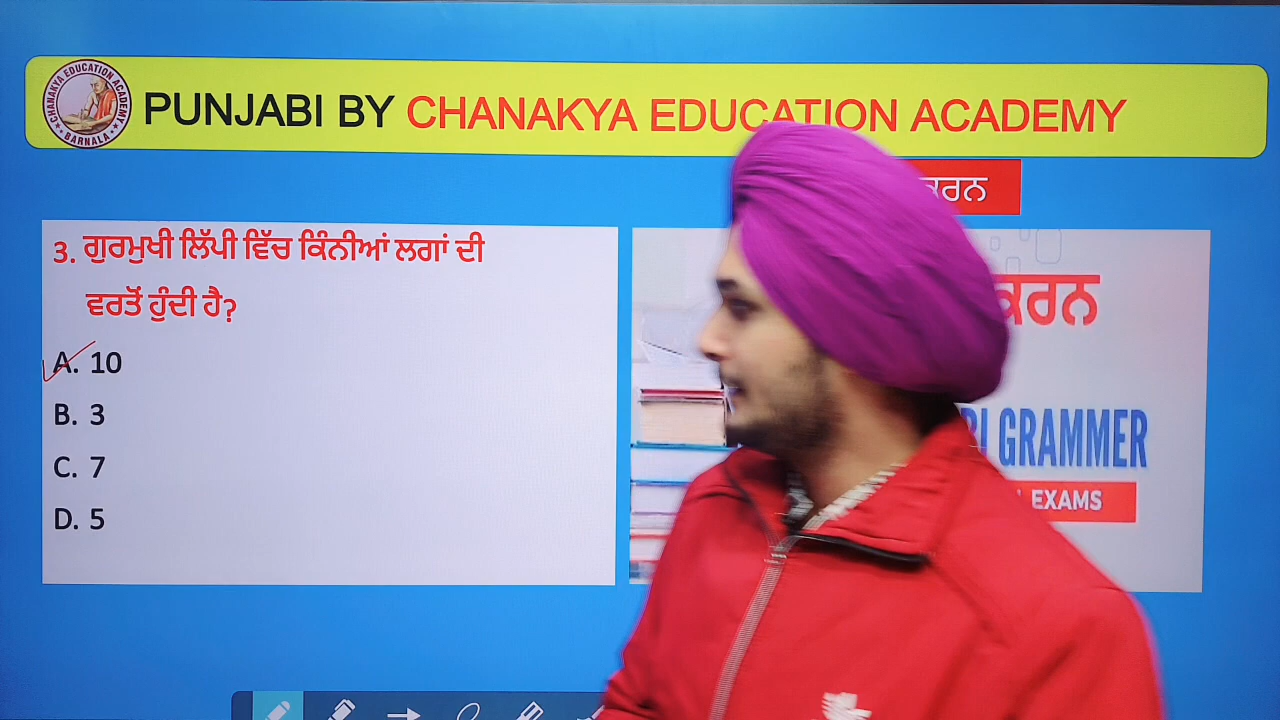 CHANAKYA EDUCATION ACADEMY
BARNALA
PUNJABI BY CHANAKYA EDUCATION ACADEMY
3. ਗੁਰਮੁਖੀ ਲਿੱਪੀ ਵਿੱਚ ਕਿੰਨੀਆਂ ਲਗਾਂ ਦੀ
ਵਰਤੋਂ ਹੁੰਦੀ ਹੈ?
A. 10
B. 3
C. 7
D. 5
GRAMMER
EXAMS